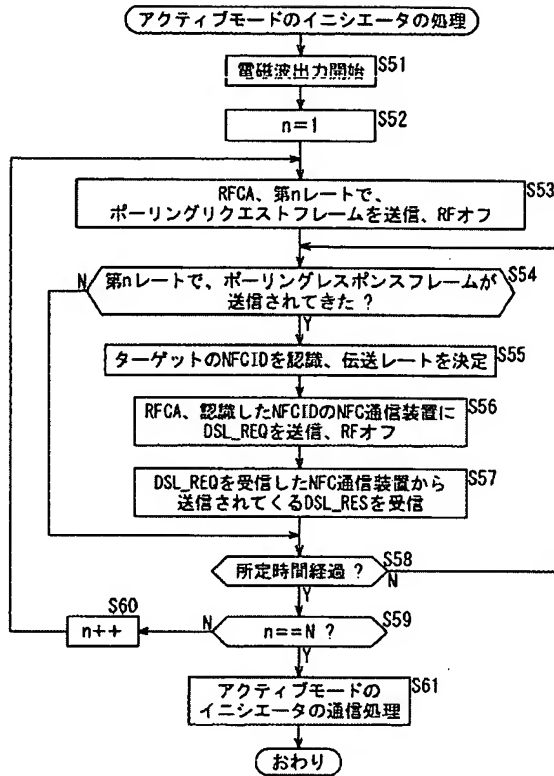 アクティブモードのイニシエータの処理
電磁波出力開始
S51
n=1
S52
RFCA、第nレートで、
ポーリングリクエストフレームを送信、RFオフ
S53
第nレートで、ポーリングレスポンスフレームが
送信されてきた ?
S54
N
Y
ターゲットのNFCIDを認識、伝送レートを決定
S55
RFCA、認識したNFCIDのNFC通信装置に
DSL_REQを送信、RFオフ
S56
DSL_REQを受信したNFC通信装置から
送信されてくるDSL_RESを受信
S57
所定時間経過 ?
S58
N
Y
S60
n++
N
n==N ?
S59
Y
アクティブモードの
イニシエータの通信処理
S61
おわり